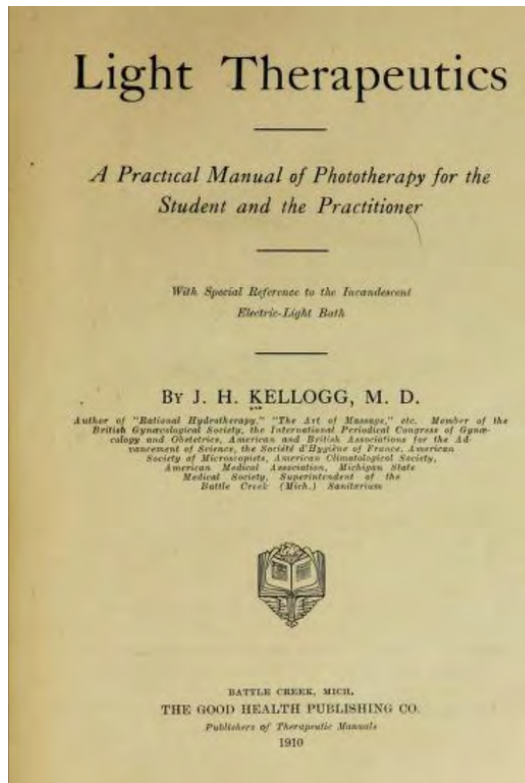 Light Therapeutics
A Practical Manual of Phototherapy for the
Student and the Practitioner
With Special Reference to the Incandescent
Electric-Light Bath
By J. H. KELLOGG, M. D.
Author of "Rational Hydrotherapy," "The Art of Massage," etc. Member of the
British Gynæcological Society, the International Periodical Congress of Gynæ-
cology and Obstetrics, American and British Associations for the Ad-
vancement of Science, the Société d'Hygiène of France, American
Society of Microscopists, American Climatological Society,
American Medical Association, Michigan State
Medical Society, Superintendent of the
Battle Creek (Mich.) Sanitarium
BATTLE CREEK, MICH.
THE GOOD HEALTH PUBLISHING CO.
Publishers of Therapeutic Manuals
1910